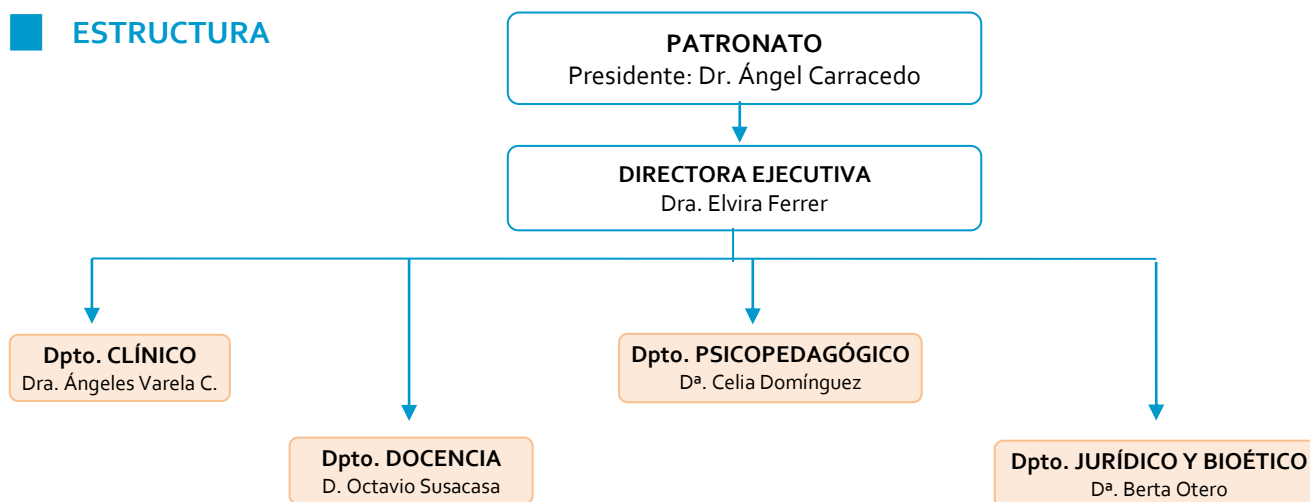 ESTRUCTURA
PATRONATO
Presidente: Dr. Ángel Carracedo
DIRECTORA EJECUTIVA
Dra. Elvira Ferrer
Dpto. CLÍNICO
Dra. Ángeles Varela C.
Dpto. PSICOPEDAGÓGICO
Dª. Celia Domínguez
Dpto. DOCENCIA
D. Octavio Susacasa
Dpto. JURÍDICO Y BIOÉTICO
Dª. Berta Otero